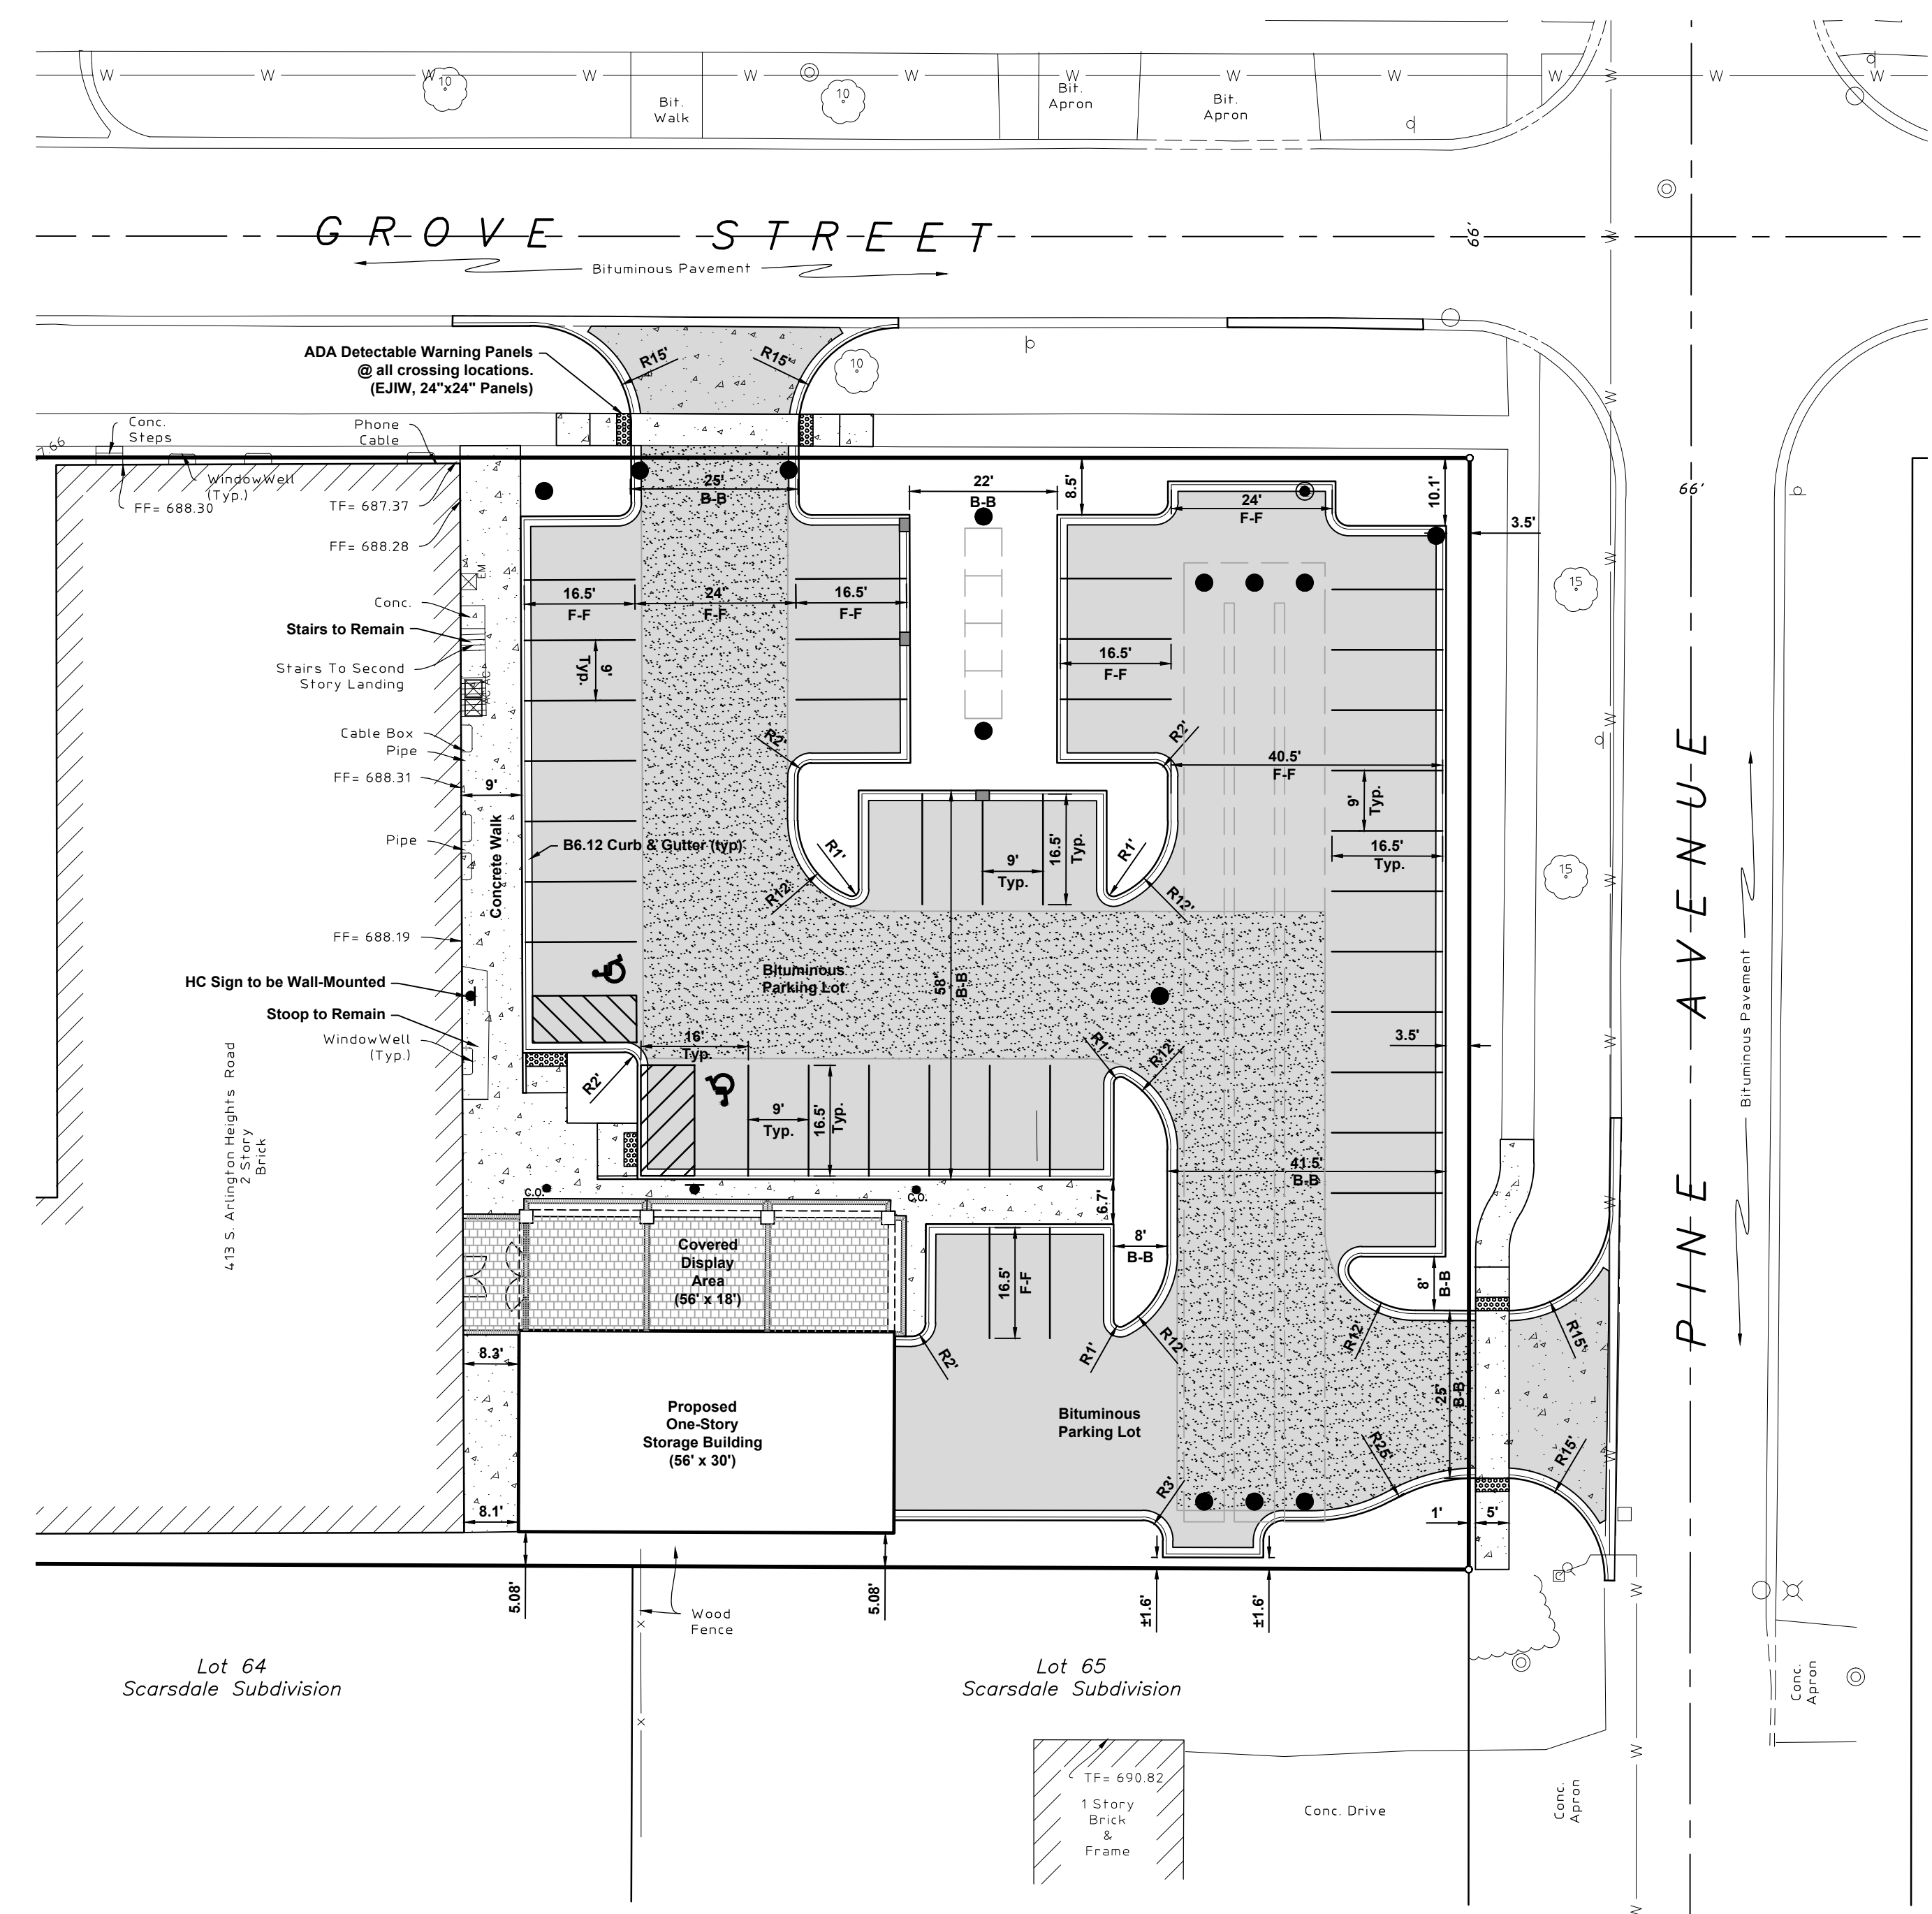 W W W W W W W W W W W W
10
10
Bit.
Walk
Bit.
Apron
Bit.
Apron
GROVE STREET
66'
Bituminous Pavement
ADA Detectable Warning Panels
@ all crossing locations.
(EJIW, 24"x24" Panels)
R15'
R15'
10
Conc.
Steps
Phone
Cable
WindowWell
(Typ.)
FF= 688.30
TF= 687.37
FF= 688.28
25'
B-B
22'
B-B
8.5'
24'
F-F
10.1'
3.5'
66'
EM
Conc.
Stairs to Remain
Stairs To Second
Story Landing
AC AC
16.5'
F-F
24'
F-F
16.5'
F-F
9'
Typ.
16.5'
F-F
15
Cable Box
Pipe
FF= 688.31
9'
R2'
R2'
40.5'
F-F
9'
Typ.
Pipe
Concrete Walk
B6.12 Curb & Gutter (typ)
R1'
R12'
9'
Typ.
16.5'
Typ.
R1'
R12'
16.5'
Typ.
15
FF= 688.19
HC Sign to be Wall-Mounted
Stoop to Remain
WindowWell
(Typ.)
Bituminous
Parking Lot
58'
B-B
3.5'
PINE AVENUE
Bituminous Pavement
16'
Typ.
R2'
9'
Typ.
16.5'
Typ.
R1'
R12'
413 S. Arlington Heights Road
2 Story
Brick
41.5'
B-B
C.O.
C.O.
6.7'
Covered
Display
Area
(56' x 18')
16.5'
F-F
8'
B-B
8'
B-B
R2'
R1'
R12'
R12'
R15'
8.3'
Proposed
One-Story
Storage Building
(56' x 30')
Bituminous
Parking Lot
25'
B-B
R25'
R15'
R3'
8.1'
1'
5'
5.08'
5.08'
±1.6'
±1.6'
Wood
Fence
Lot 64
Scarsdale Subdivision
Lot 65
Scarsdale Subdivision
Conc.
Apron
TF= 690.82
1 Story
Brick
&
Frame
Conc. Drive
Conc.
Apron